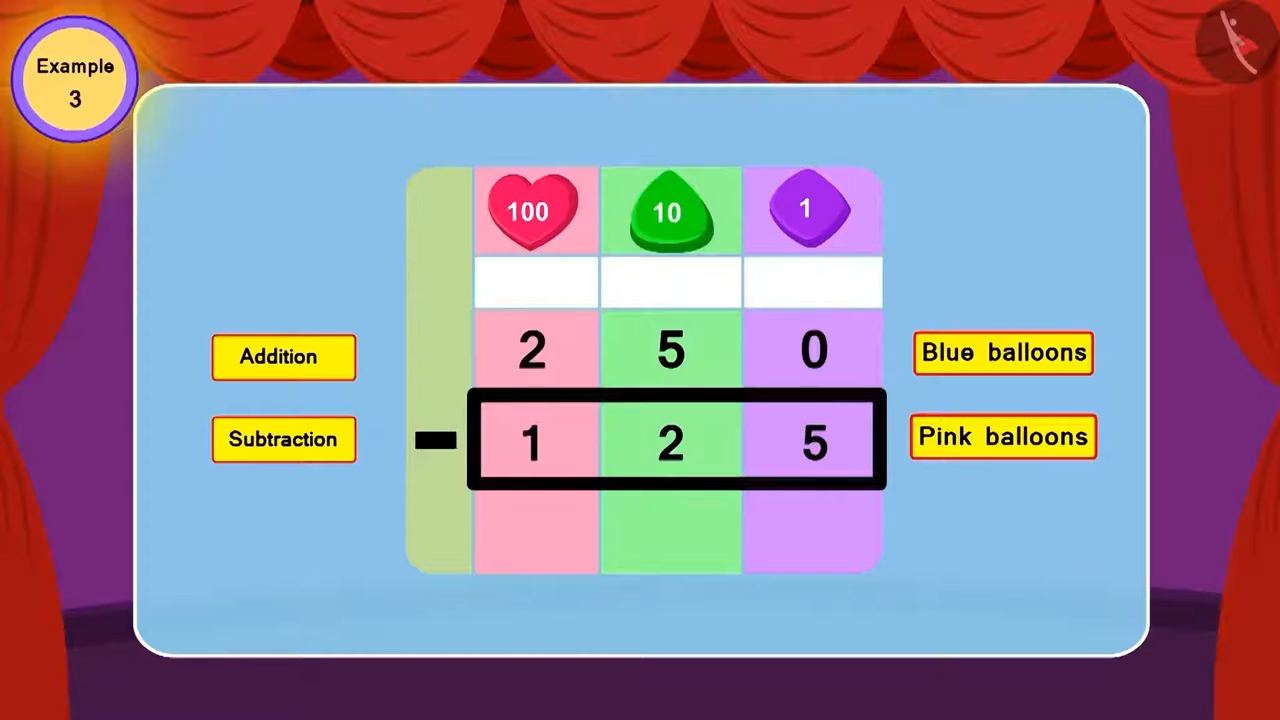 Example
3
100 10 1
Addition 2 5 0 Blue balloons
Subtraction - 1 2 5 Pink balloons